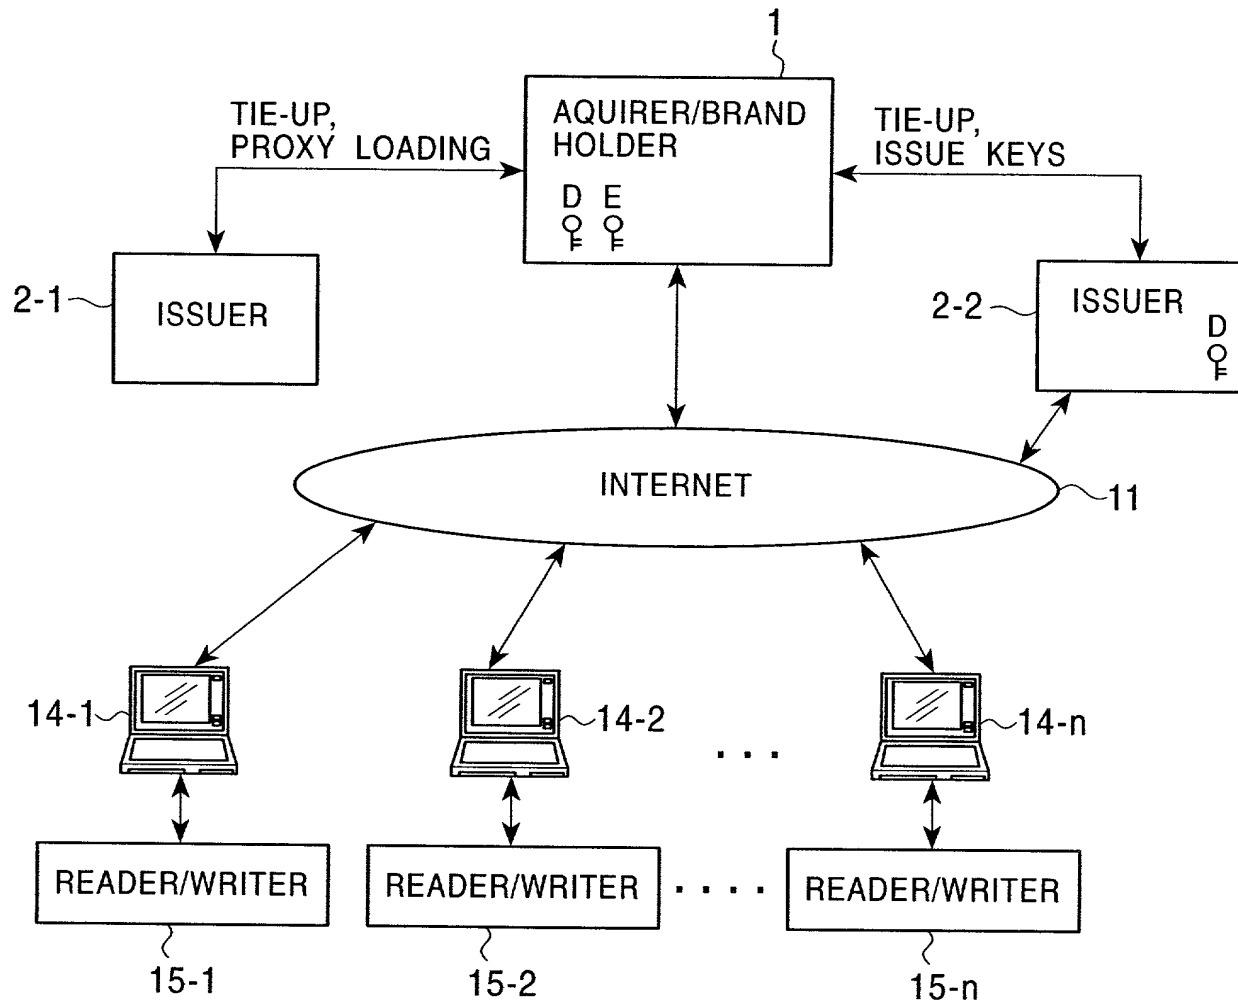 1
TIE-UP,
PROXY LOADING
AQUIRER/BRAND
HOLDER
D E
TIE-UP,
ISSUE KEYS
2-1
ISSUER
2-2
ISSUER
D
INTERNET
11
14-1
14-2
. . .
14-n
READER/WRITER
READER/WRITER
. . . .
READER/WRITER
15-1
15-2
15-n